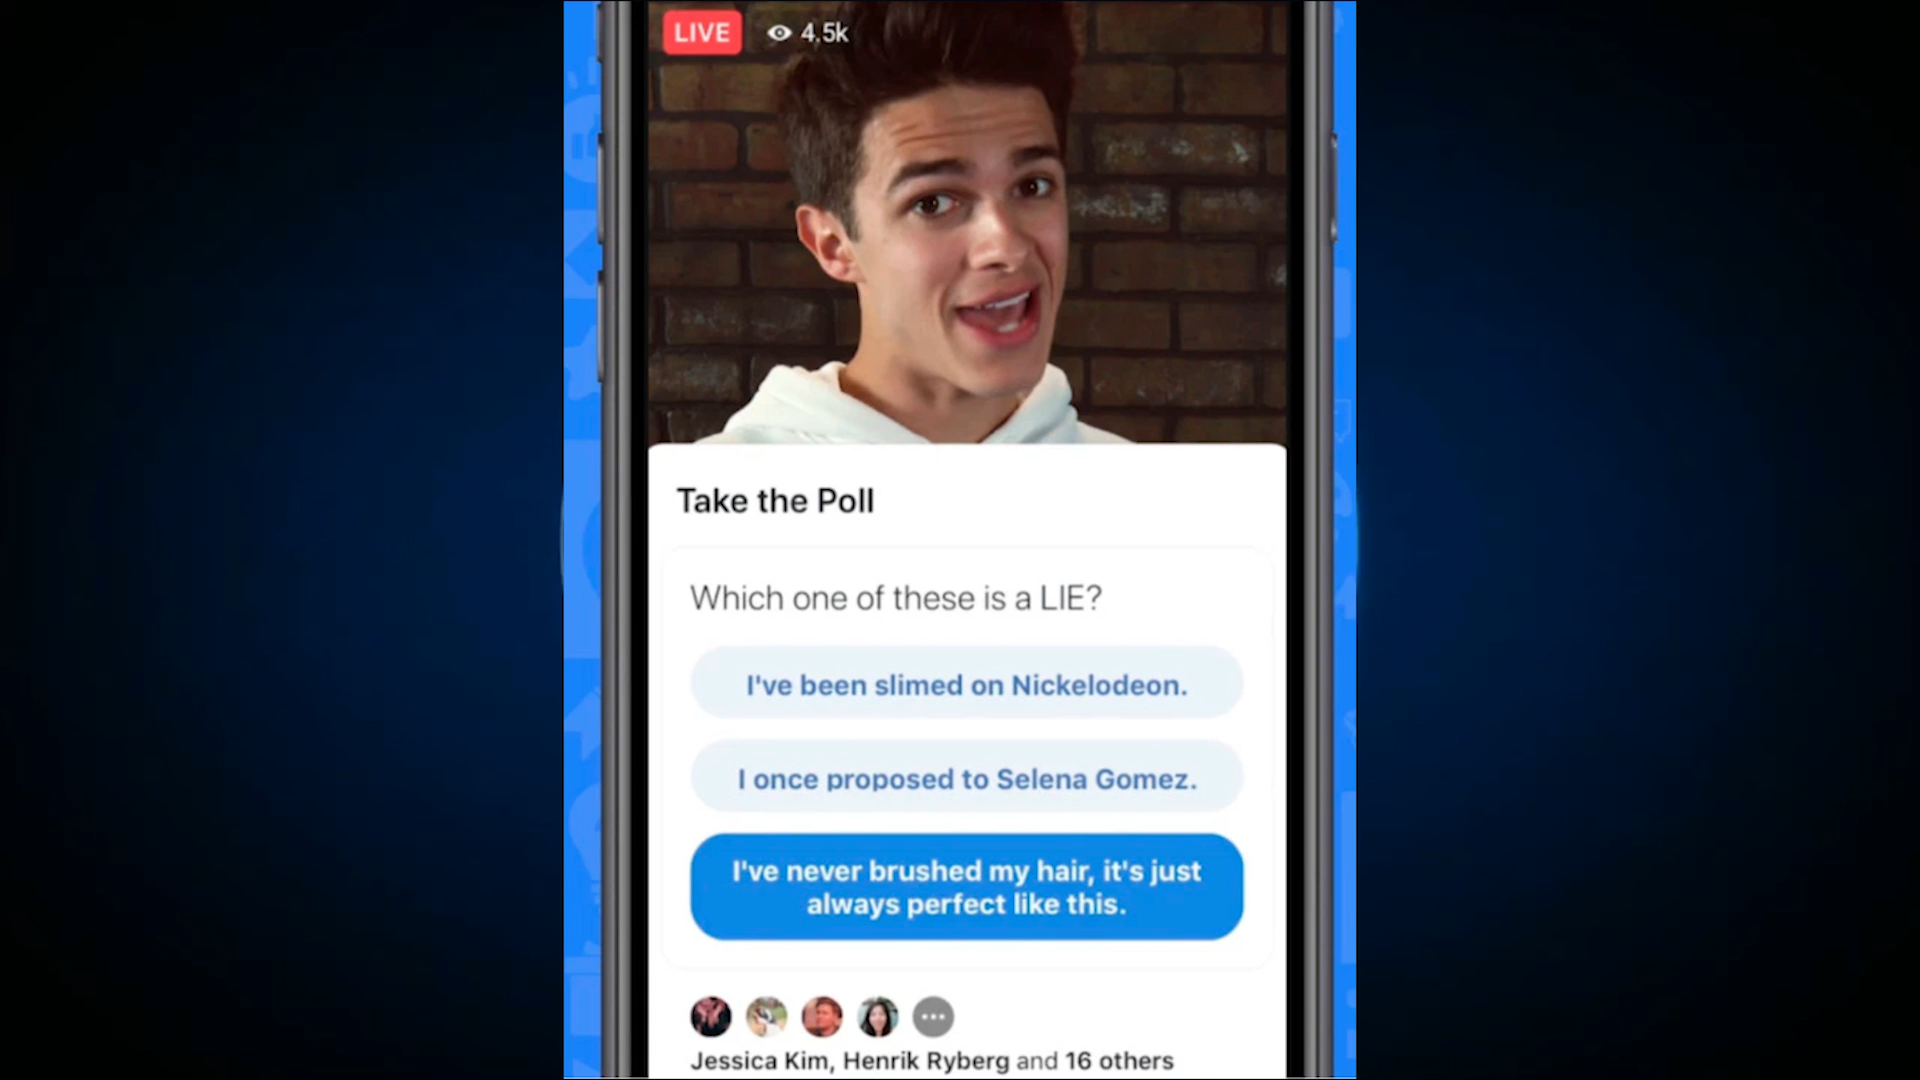 LIVE 4.5k
Take the Poll
Which one of these is a LIE?
I've been slimed on Nickelodeon.
I once proposed to Selena Gomez.
I've never brushed my hair, it's just
always perfect like this.
Jessica Kim, Henrik Ryberg and 16 others